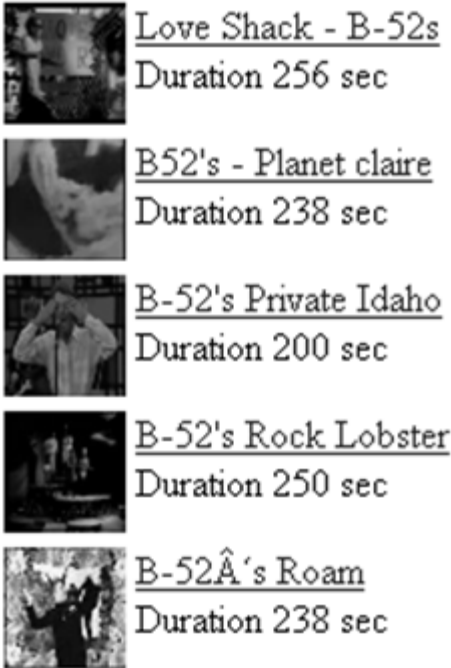 Love Shack - B-52s
Duration 256 sec
B52's - Planet claire
Duration 238 sec
B-52's Private Idaho
Duration 200 sec
B-52's Rock Lobster
Duration 250 sec
B-52Â´s Roam
Duration 238 sec